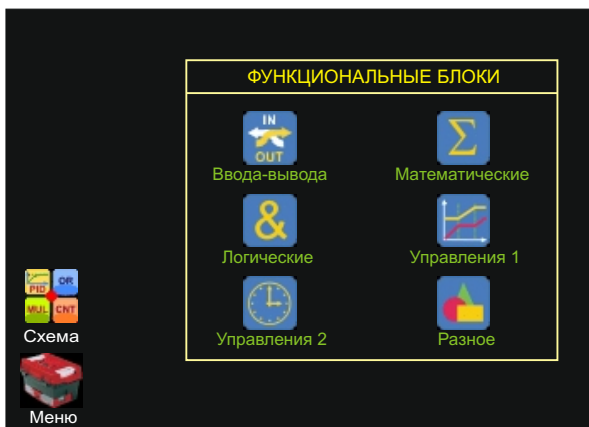 ФУНКЦИОНАЛЬНЫЕ БЛОКИ
IN
OUT
Σ
Ввода-вывода
Математические
&
Логические
Управления 1
Управления 2
Разное
PID
OR
MUL
CNT
Схема
Меню